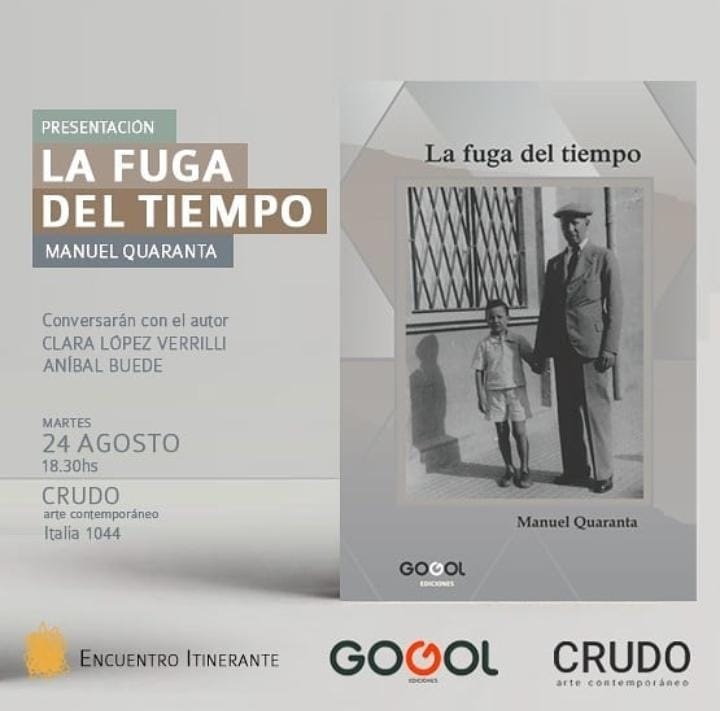 PRESENTACIÓN
LA FUGA
DEL TIEMPO
MANUEL QUARANTA
Conversarán con el autor
CLARA LÓPEZ VERRILLI
ANÍBAL BUEDE
MARTES
24 AGOSTO
18.30hs
CRUDO
arte contemporáneo
Italia 1044
La fuga del tiempo
Manuel Quaranta
GOGOL
EDICIONES
ENCUENTRO ITINERANTE
GOGOL
EDICIONES
CRUDO
arte contemporáneo